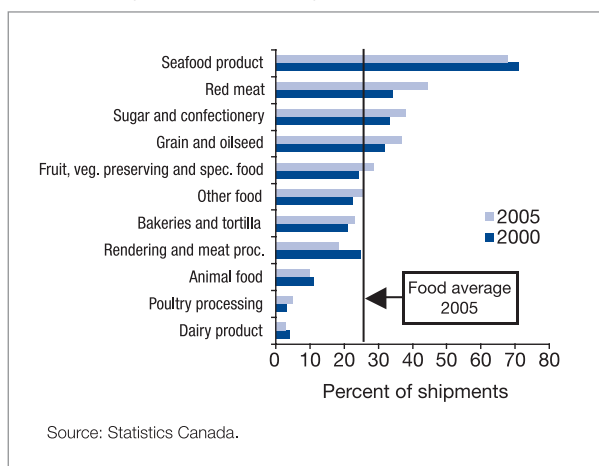 Seafood product
Red meat
Sugar and confectionery
Grain and oilseed
Fruit, veg. preserving and spec. food
Other food
Bakeries and tortilla
Rendering and meat proc.
Animal food
Poultry processing
Dairy product
2005
2000
Food average
2005
0 10 20 30 40 50 60 70 80
Percent of shipments
Source: Statistics Canada.